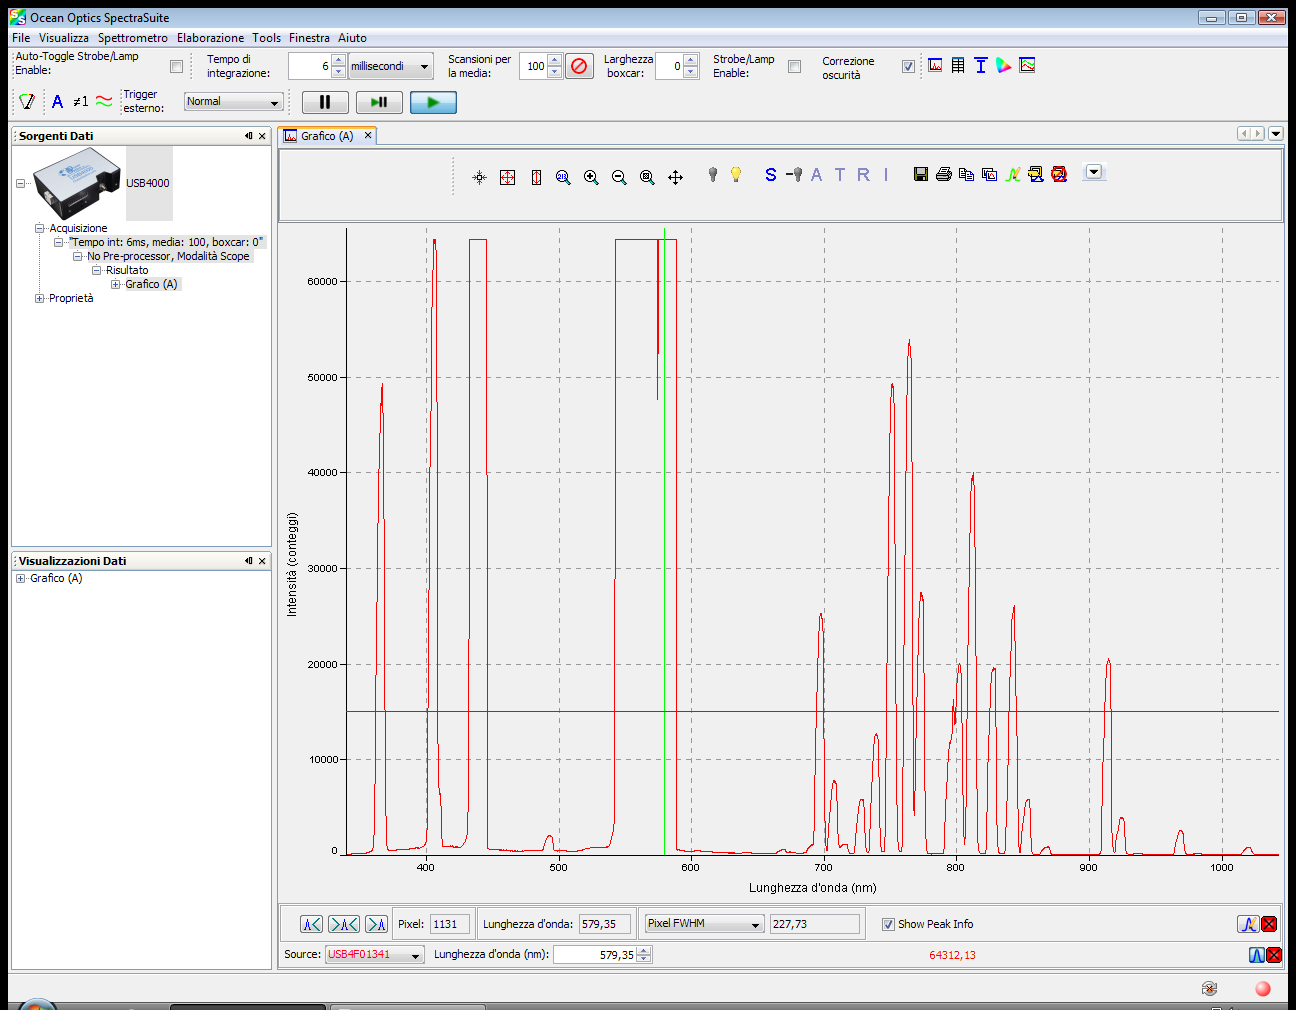 Ocean Optics SpectraSuite
File Visualizza Spettrometro Elaborazione Tools Finestra Aiuto
Auto-Toggle Strobe/Lamp Enable:
Tempo di integrazione: 6 millisecondi
Scansioni per la media: 100
Larghezza boxcar: 0
Strobe/Lamp Enable:
Correzione oscurità
A ≠1
Trigger esterno: Normal
Sorgenti Dati
Grafico (A)
USB4000
S A T R I
Acquisizione
"Tempo int: 6ms, media: 100, boxcar: 0"
No Pre-processor, Modalità Scope
Risultato
Grafico (A)
Proprietà
Visualizzazioni Dati
Grafico (A)
Intensità (conteggi)
60000
50000
40000
30000
20000
10000
0
400 500 600 700 800 900 1000
Lunghezza d'onda (nm)
Pixel: 1131 Lunghezza d'onda: 579,35 Pixel FWHM 227,73 Show Peak Info
Source: USB4F01341 Lunghezza d'onda (nm): 579,35 64312,13